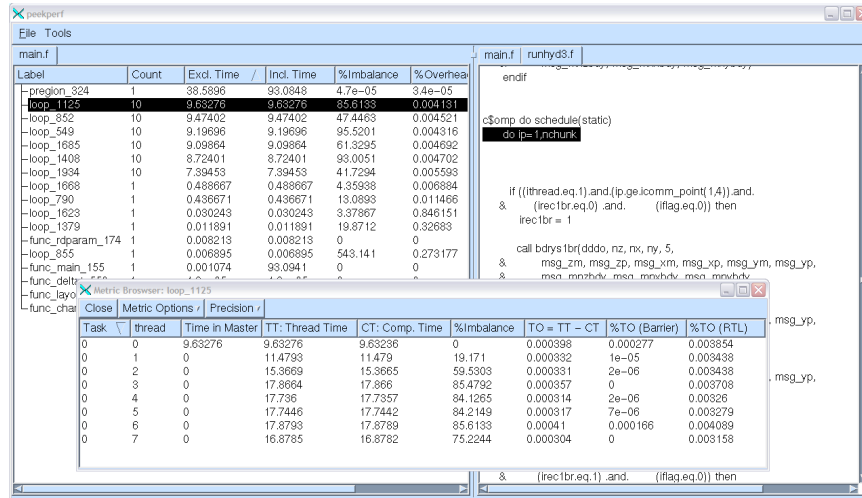 peekperf
File Tools
main.f
Label Count Excl. Time / Incl. Time %Imbalance %Overhea
pregion_324 1 38.5896 93.0848 4.7e-05 3.4e-05
loop_1125 10 9.63276 9.63276 85.6133 0.004131
loop_852 10 9.47402 9.47402 47.4463 0.004521
loop_549 10 9.19696 9.19696 95.5201 0.004316
loop_1685 10 9.09864 9.09864 61.3295 0.004692
loop_1408 10 8.72401 8.72401 93.0051 0.004702
loop_1934 10 7.39453 7.39453 41.7294 0.005593
loop_1668 1 0.488667 0.488667 4.35938 0.006884
loop_790 1 0.436671 0.436671 13.0893 0.011466
loop_1623 1 0.030243 0.030243 3.37867 0.846151
loop_1379 1 0.011891 0.011891 19.8712 0.32683
func_rdparam_174 1 0.008213 0.008213 0 0
loop_855 1 0.006895 0.006895 543.141 0.273177
func_main_155 1 0.001074 93.0941 0 0
func_delt
func_layo
func_char
main.f runhyd3.f
endif
c$omp do schedule(static)
do ip=1,nchunk
if ((ithread.eq.1).and.(ip.ge.icomm_point(1,4)).and.
& (irec1br.eq.0) .and. (iflag.eq.0)) then
irec1br = 1
call bdrys1br(dddo, nz, nx, ny, 5,
& msg_zm, msg_zp, msg_xm, msg_xp, msg_ym, msg_yp,
& msg_mnzbdy, msg_mnxbdy, msg_mnybdy,
, msg_yp,
, msg_yp,
& (irec1br.eq.1) .and. (iflag.eq.0)) then
Metric Broswser: loop_1125
Close Metric Options Precision
Task thread Time in Master TT: Thread Time CT: Comp. Time %Imbalance TO = TT - CT %TO (Barrier) %TO (RTL)
0 0 9.63276 9.63276 9.63236 0 0.000398 0.000277 0.003854
0 1 0 11.4793 11.479 19.171 0.000332 1e-05 0.003438
0 2 0 15.3669 15.3665 59.5303 0.000331 2e-06 0.003438
0 3 0 17.8664 17.866 85.4792 0.000357 0 0.003708
0 4 0 17.736 17.7357 84.1265 0.000314 2e-06 0.00326
0 5 0 17.7446 17.7442 84.2149 0.000317 7e-06 0.003279
0 6 0 17.8793 17.8789 85.6133 0.00041 0.000166 0.004089
0 7 0 16.8785 16.8782 75.2244 0.000304 0 0.003158